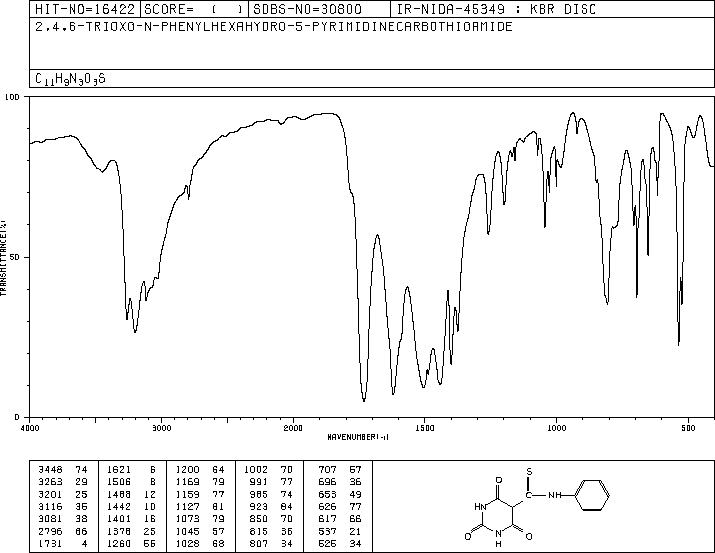 HIT-NO=16422 SCORE= ( ) SDBS-NO=30800 IR-NIDA-45349 : KBR DISC
2,4,6-TRIOXO-N-PHENYLHEXAHYDRO-5-PYRIMIDINECARBOTHIOAMIDE
C11H9N3O3S
100
50
0
TRANSMITTANCE(%)
4000 3000 2000 1500 1000 500
WAVENUMBER(-1)
3448 74 1621 6 1200 64 1002 70 707 57
3263 29 1506 8 1169 79 991 77 696 36
3201 25 1488 12 1159 77 985 74 653 49
3116 35 1442 10 1127 81 923 84 626 77
3081 38 1401 16 1073 79 850 70 617 66
2796 66 1378 25 1045 57 815 36 537 21
1731 4 1260 55 1028 68 807 34 526 34
S
O C NH
HN
O N O
H